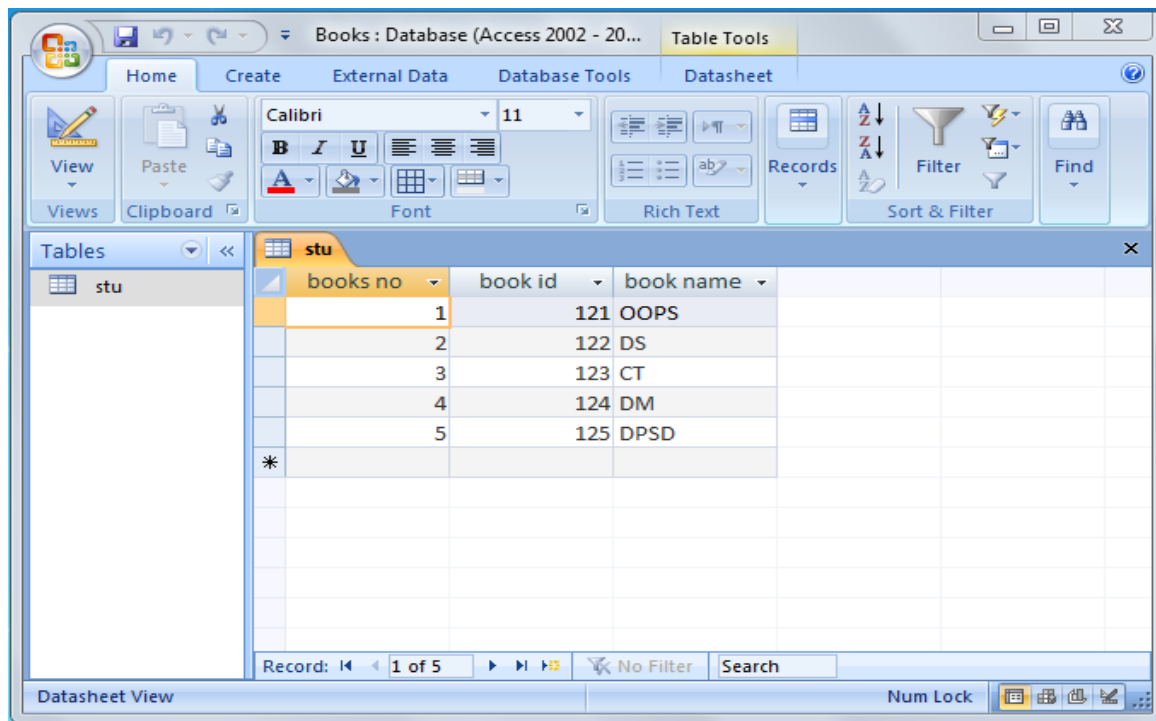 Books : Database (Access 2002 - 20... Table Tools
Home Create External Data Database Tools Datasheet
Calibri 11
B I U
A ab
View Paste Records Filter Find
Views Clipboard Font Rich Text Sort & Filter
Tables stu
stu books no book id book name
1 121 OOPS
2 122 DS
3 123 CT
4 124 DM
5 125 DPSD
Record: 1 of 5 No Filter Search
Datasheet View Num Lock